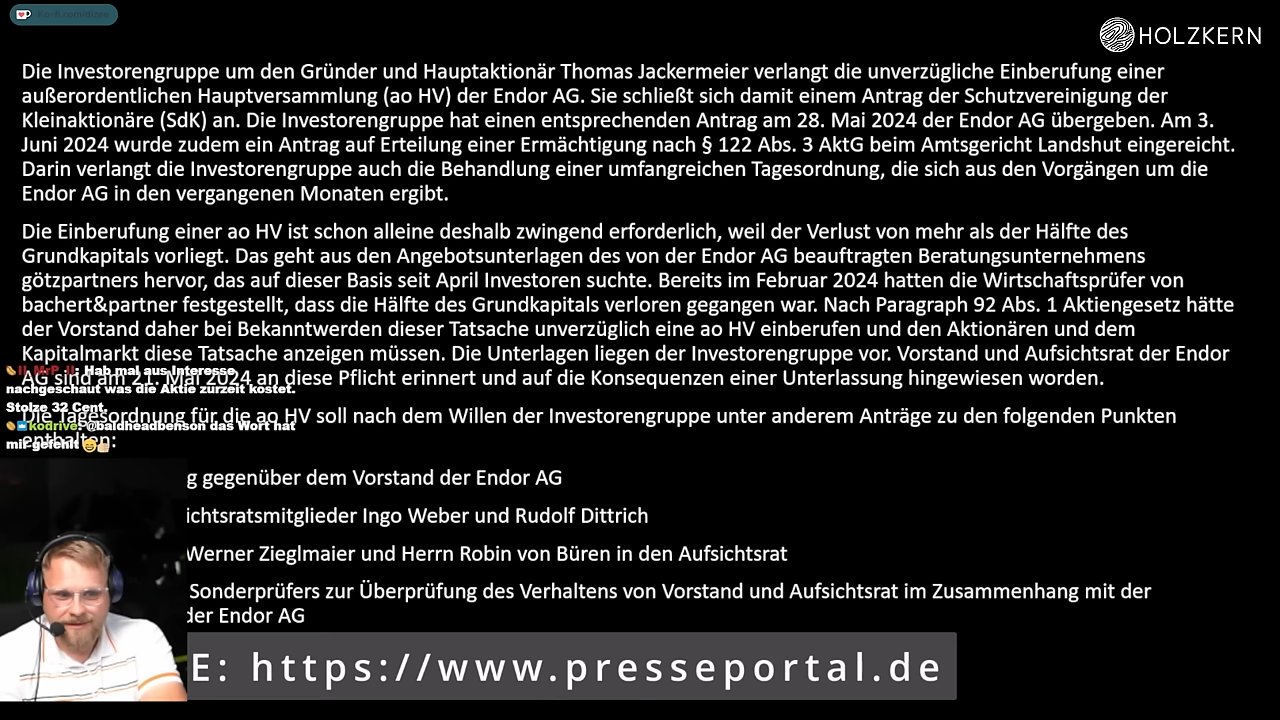 HOLZKERN
Die Investorengruppe um den Gründer und Hauptaktionär Thomas Jackermeier verlangt die unverzügliche Einberufung einer
außerordentlichen Hauptversammlung (ao HV) der Endor AG. Sie schließt sich damit einem Antrag der Schutzvereinigung der
Kleinaktionäre (SdK) an. Die Investorengruppe hat einen entsprechenden Antrag am 28. Mai 2024 der Endor AG übergeben. Am 3.
Juni 2024 wurde zudem ein Antrag auf Erteilung einer Ermächtigung nach § 122 Abs. 3 AktG beim Amtsgericht Landshut eingereicht.
Darin verlangt die Investorengruppe auch die Behandlung einer umfangreichen Tagesordnung, die sich aus den Vorgängen um die
Endor AG in den vergangenen Monaten ergibt.
Die Einberufung einer ao HV ist schon alleine deshalb zwingend erforderlich, weil der Verlust von mehr als der Hälfte des
Grundkapitals vorliegt. Das geht aus den Angebotsunterlagen des von der Endor AG beauftragten Beratungsunternehmens
götzpartners hervor, das auf dieser Basis seit April Investoren suchte. Bereits im Februar 2024 hatten die Wirtschaftsprüfer von
bachert&partner festgestellt, dass die Hälfte des Grundkapitals verloren gegangen war. Nach Paragraph 92 Abs. 1 Aktiengesetz hätte
der Vorstand daher bei Bekanntwerden dieser Tatsache unverzüglich eine ao HV einberufen und den Aktionären und dem
Kapitalmarkt diese Tatsache anzeigen müssen. Die Unterlagen liegen der Investorengruppe vor. Vorstand und Aufsichtsrat der Endor
AG sind am 21. Mai 2024 an diese Pflicht erinnert und auf die Konsequenzen einer Unterlassung hingewiesen worden.
Die Tagesordnung für die ao HV soll nach dem Willen der Investorengruppe unter anderem Anträge zu den folgenden Punkten
enthalten:
II_MrP_II: Hab mal aus Interesse
nachgeschaut was die Aktie zurzeit kostet.
Stolze 32 Cent.
kodrive: @baldheadbenson das Wort hat
mir gefehlt
g gegenüber dem Vorstand der Endor AG
ichtsratsmitglieder Ingo Weber und Rudolf Dittrich
Werner Zieglmaier und Herrn Robin von Büren in den Aufsichtsrat
Sonderprüfers zur Überprüfung des Verhaltens von Vorstand und Aufsichtsrat im Zusammenhang mit der
der Endor AG
E: https://www.presseportal.de